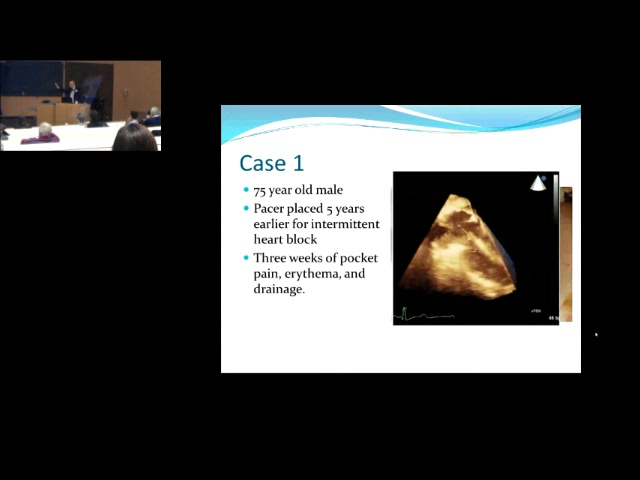 Case 1
75 year old male
Pacer placed 5 years
earlier for intermittent
heart block
Three weeks of pocket
pain, erythema, and
drainage.